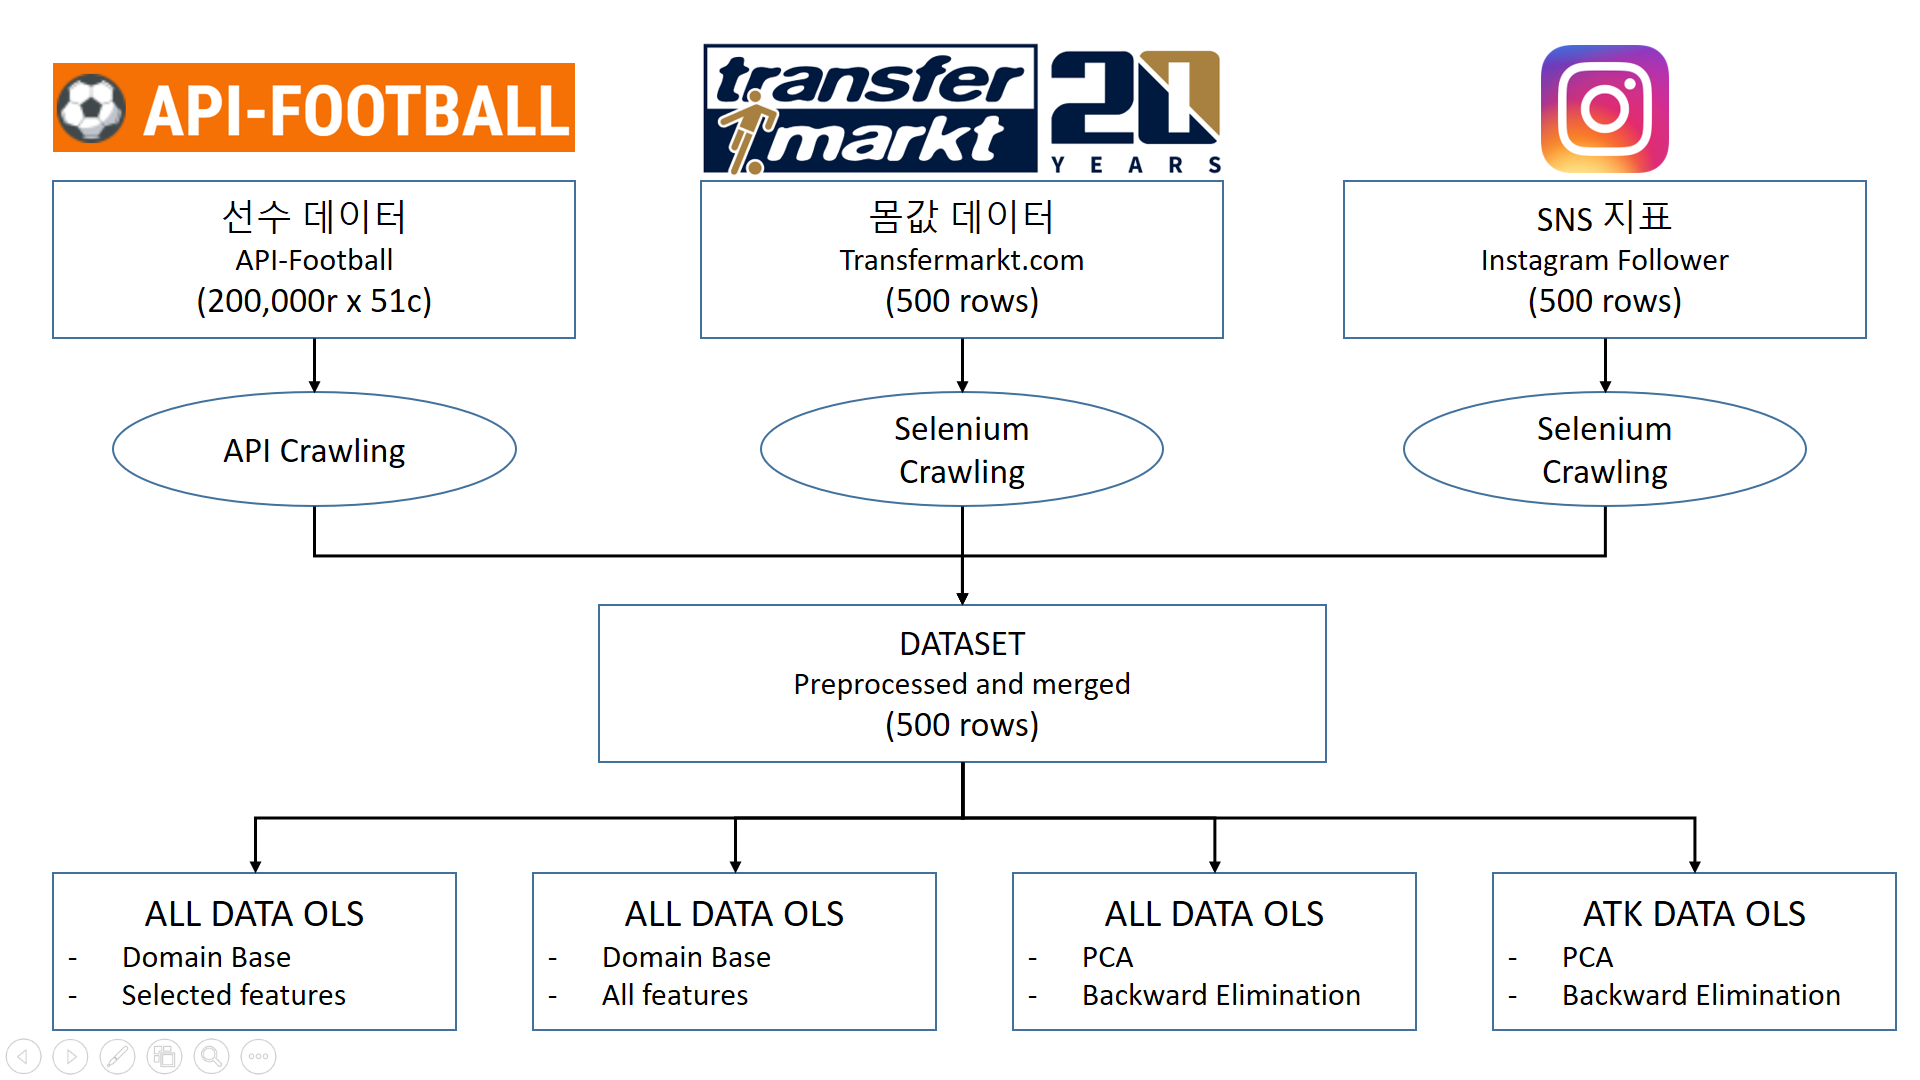 API-FOOTBALL
transfer
markt
20
YEARS
선수 데이터
API-Football
(200,000r x 51c)
몸값 데이터
Transfermarkt.com
(500 rows)
SNS 지표
Instagram Follower
(500 rows)
API Crawling
Selenium
Crawling
Selenium
Crawling
DATASET
Preprocessed and merged
(500 rows)
ALL DATA OLS
- Domain Base
- Selected features
ALL DATA OLS
- Domain Base
- All features
ALL DATA OLS
- PCA
- Backward Elimination
ATK DATA OLS
- PCA
- Backward Elimination